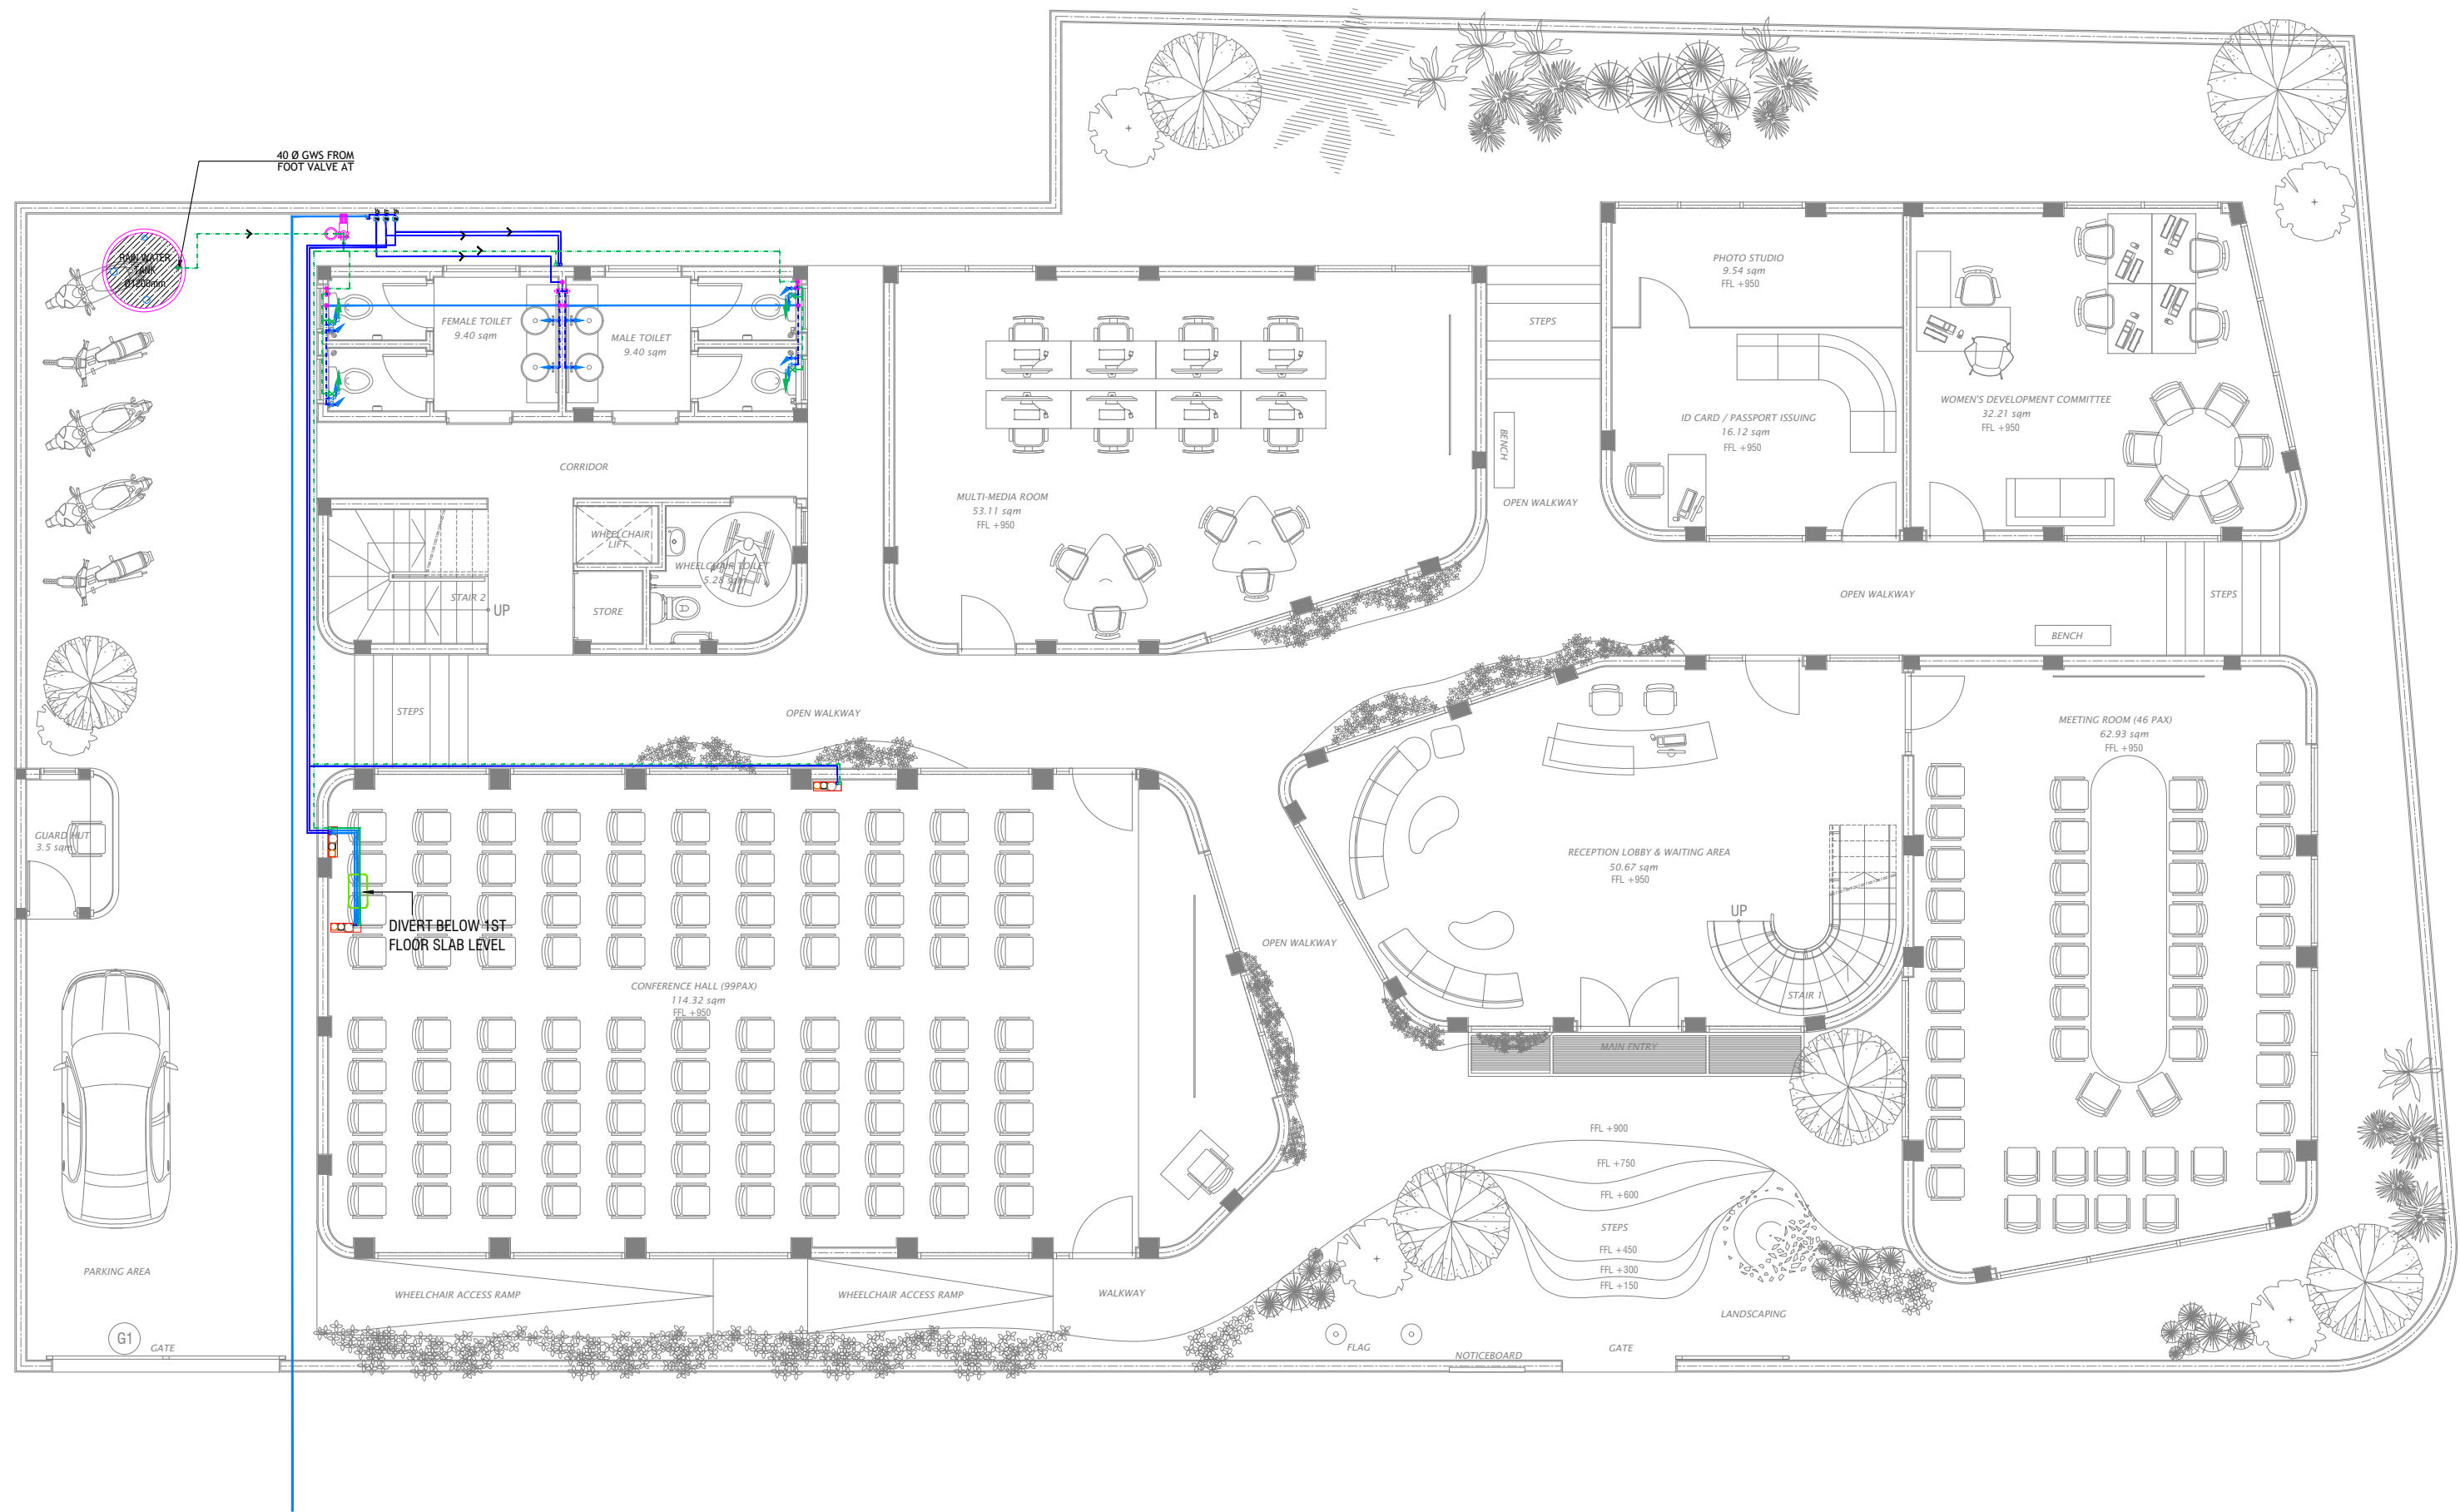 40 Ø GWS FROM
FOOT VALVE AT
RAIN WATER
TANK
Ø1200mm
FEMALE TOILET
9.40 sqm
MALE TOILET
9.40 sqm
CORRIDOR
WHEELCHAIR
LIFT
WHEELCHAIR TOILET
5.28 sqm
STAIR 2
UP
STORE
MULTI-MEDIA ROOM
53.11 sqm
FFL +950
STEPS
BENCH
OPEN WALKWAY
PHOTO STUDIO
9.54 sqm
FFL +950
ID CARD / PASSPORT ISSUING
16.12 sqm
FFL +950
WOMEN'S DEVELOPMENT COMMITTEE
32.21 sqm
FFL +950
OPEN WALKWAY
STEPS
BENCH
STEPS
OPEN WALKWAY
MEETING ROOM (46 PAX)
62.93 sqm
FFL +950
GUARD HUT
3.5 sqm
RECEPTION LOBBY & WAITING AREA
50.67 sqm
FFL +950
UP
STAIR 1
DIVERT BELOW 1ST
FLOOR SLAB LEVEL
OPEN WALKWAY
CONFERENCE HALL (99PAX)
114.32 sqm
FFL +950
MAIN ENTRY
FFL +900
FFL +750
FFL +600
STEPS
FFL +450
FFL +300
FFL +150
PARKING AREA
WHEELCHAIR ACCESS RAMP
WHEELCHAIR ACCESS RAMP
WALKWAY
LANDSCAPING
G1
GATE
FLAG
NOTICEBOARD
GATE